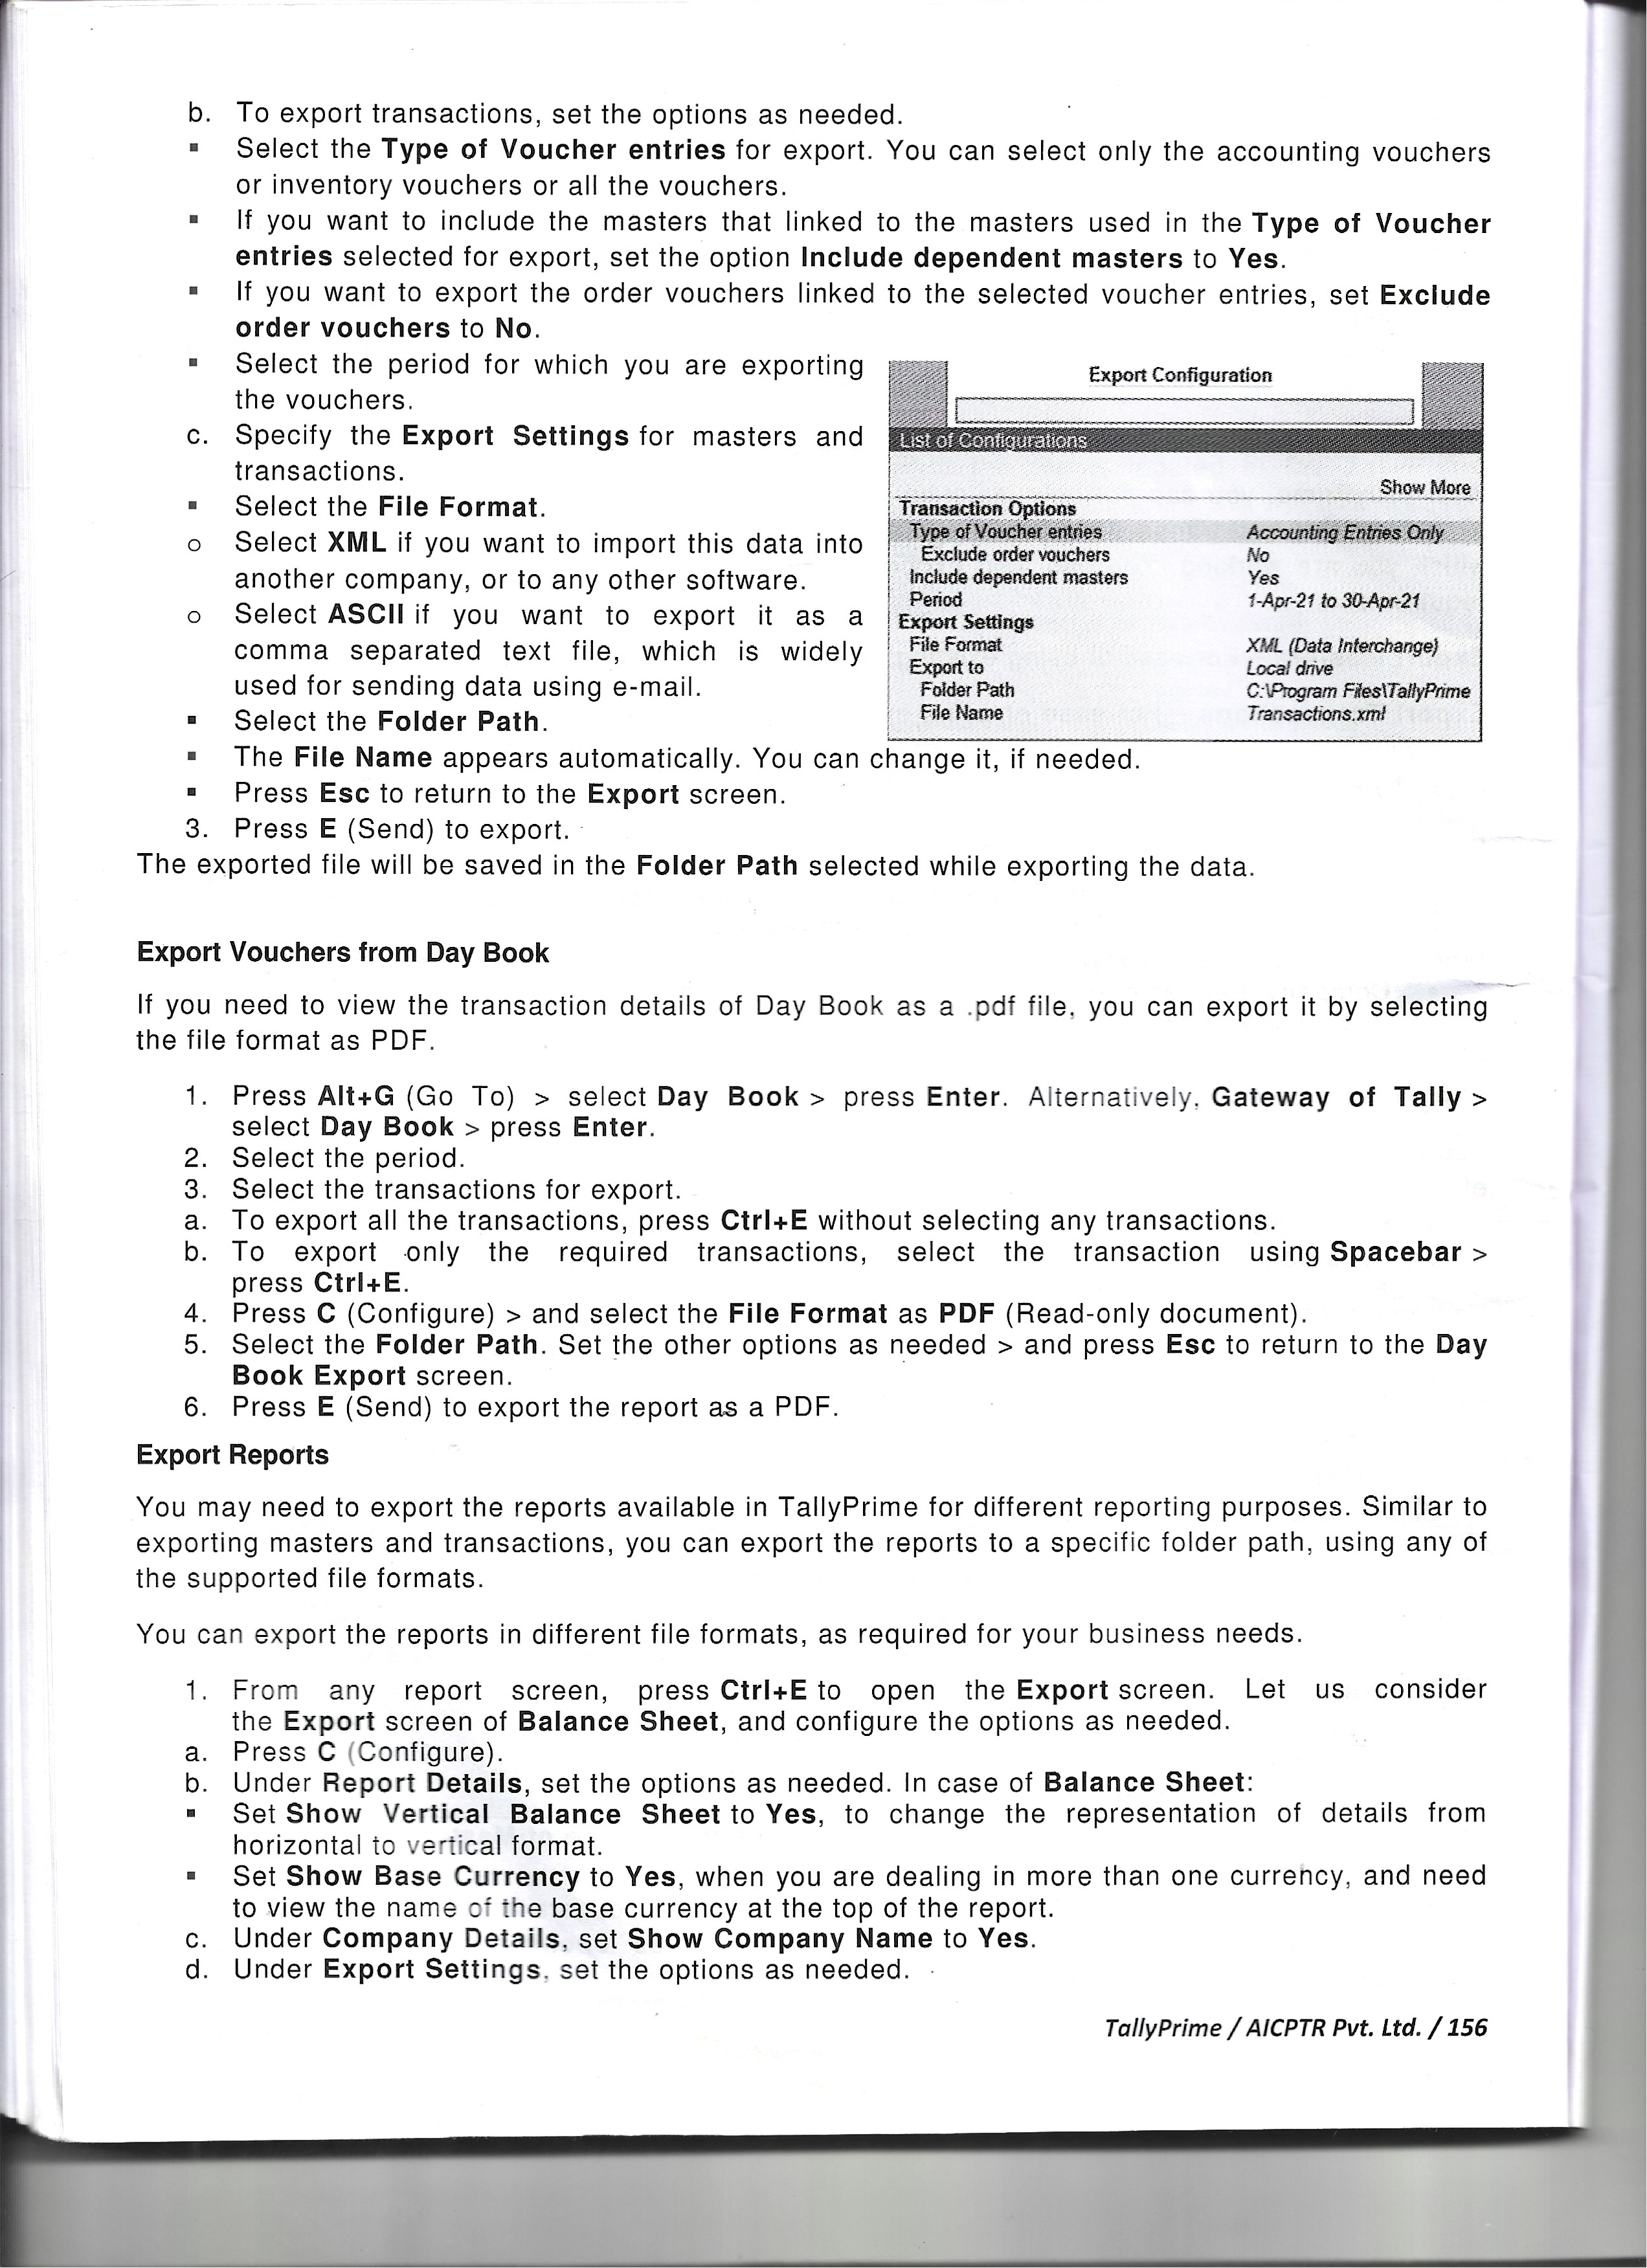 b. To export transactions, set the options as needed.
▪ Select the Type of Voucher entries for export. You can select only the accounting vouchers
or inventory vouchers or all the vouchers.
▪ If you want to include the masters that linked to the masters used in the Type of Voucher
entries selected for export, set the option Include dependent masters to Yes.
▪ If you want to export the order vouchers linked to the selected voucher entries, set Exclude
order vouchers to No.
▪ Select the period for which you are exporting
the vouchers.
c. Specify the Export Settings for masters and
transactions.
▪ Select the File Format.
o Select XML if you want to import this data into
another company, or to any other software.
o Select ASCII if you want to export it as a
comma separated text file, which is widely
used for sending data using e-mail.
▪ Select the Folder Path.
Export Configuration
List of Configurations
Show More
Transaction Options
Type of Voucher entries Accounting Entries Only
Exclude order vouchers No
Include dependent masters Yes
Period 1-Apr-21 to 30-Apr-21
Export Settings
File Format XML (Data Interchange)
Export to Local drive
Folder Path C:\Program Files\TallyPrime
File Name Transactions.xml
▪ The File Name appears automatically. You can change it, if needed.
▪ Press Esc to return to the Export screen.
3. Press E (Send) to export.
The exported file will be saved in the Folder Path selected while exporting the data.
Export Vouchers from Day Book
If you need to view the transaction details of Day Book as a .pdf file, you can export it by selecting
the file format as PDF.
1. Press Alt+G (Go To) > select Day Book > press Enter. Alternatively, Gateway of Tally >
select Day Book > press Enter.
2. Select the period.
3. Select the transactions for export.
a. To export all the transactions, press Ctrl+E without selecting any transactions.
b. To export only the required transactions, select the transaction using Spacebar >
press Ctrl+E.
4. Press C (Configure) > and select the File Format as PDF (Read-only document).
5. Select the Folder Path. Set the other options as needed > and press Esc to return to the Day
Book Export screen.
6. Press E (Send) to export the report as a PDF.
Export Reports
You may need to export the reports available in TallyPrime for different reporting purposes. Similar to
exporting masters and transactions, you can export the reports to a specific folder path, using any of
the supported file formats.
You can export the reports in different file formats, as required for your business needs.
1. From any report screen, press Ctrl+E to open the Export screen. Let us consider
the Export screen of Balance Sheet, and configure the options as needed.
a. Press C (Configure).
b. Under Report Details, set the options as needed. In case of Balance Sheet:
▪ Set Show Vertical Balance Sheet to Yes, to change the representation of details from
horizontal to vertical format.
▪ Set Show Base Currency to Yes, when you are dealing in more than one currency, and need
to view the name of the base currency at the top of the report.
c. Under Company Details, set Show Company Name to Yes.
d. Under Export Settings, set the options as needed.
TallyPrime / AICPTR Pvt. Ltd. / 156